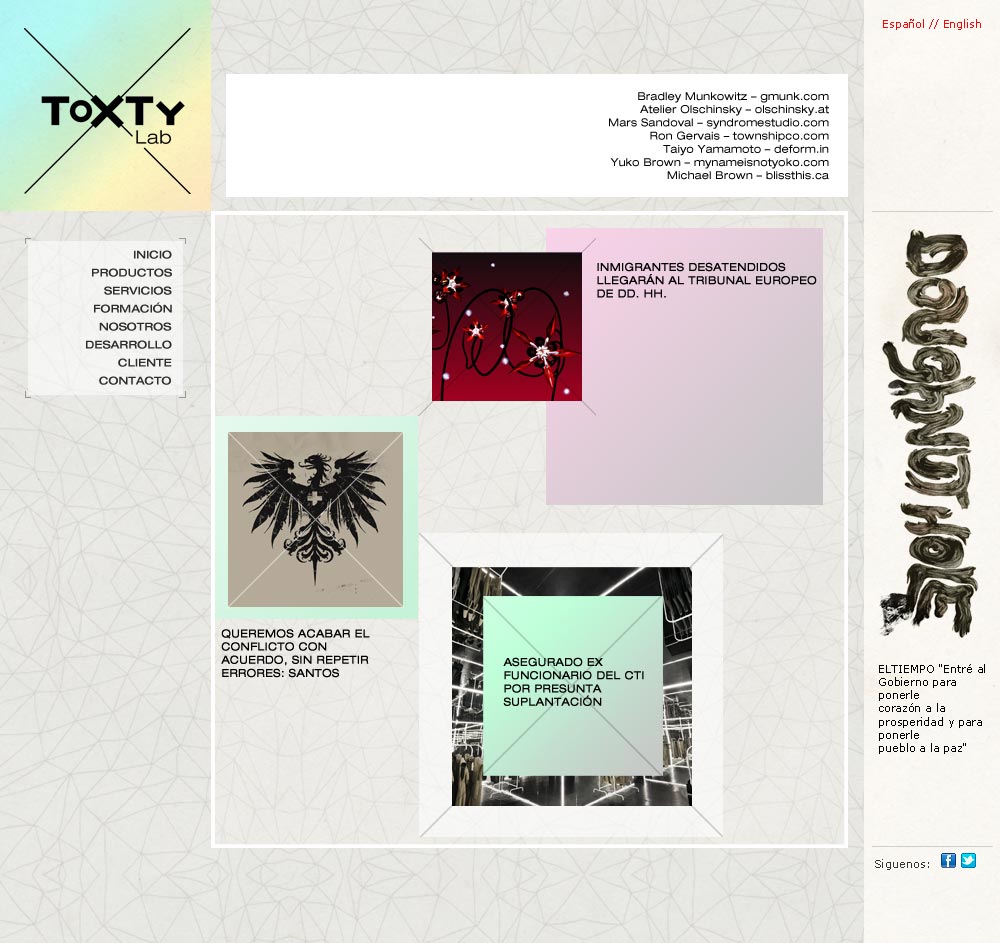 Español // English
ToXTy
Lab
Bradley Munkowitz – gmunk.com
Atelier Olschinsky – olschinsky.at
Mars Sandoval – syndromestudio.com
Ron Gervais – townshipco.com
Taiyo Yamamoto – deform.in
Yuko Brown – mynameisnotyoko.com
Michael Brown – blissthis.ca
INICIO
PRODUCTOS
SERVICIOS
FORMACIÓN
NOSOTROS
DESARROLLO
CLIENTE
CONTACTO
INMIGRANTES DESATENDIDOS
LLEGARÁN AL TRIBUNAL EUROPEO
DE DD. HH.
QUEREMOS ACABAR EL
CONFLICTO CON
ACUERDO, SIN REPETIR
ERRORES: SANTOS
ASEGURADO EX
FUNCIONARIO DEL CTI
POR PRESUNTA
SUPLANTACIÓN
DOUGHNUT HOLE
ELTIEMPO "Entré al
Gobierno para
ponerle
corazón a la
prosperidad y para
ponerle
pueblo a la paz"
Siguenos: